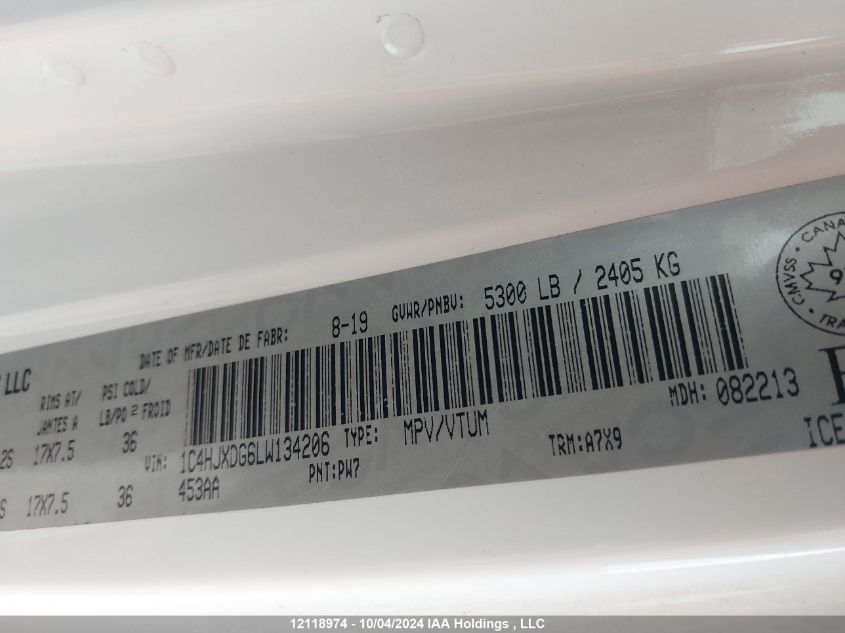 LLC
DATE OF MFR/DATE DE FABR: 8-19 GVWR/PNBV: 5300 LB / 2405 KG
RIMS AT/ PSI COLD/
JANTES A LB/PO² FROID
17X7.5 36
17X7.5 36
VIN: 1C4HJXDG6LW134206 TYPE: MPV/VTUM MDH: 082213
453AA PNT:PW7 TRM:A7X9
CMVSS
12118974 - 10/04/2024 IAA Holdings , LLC